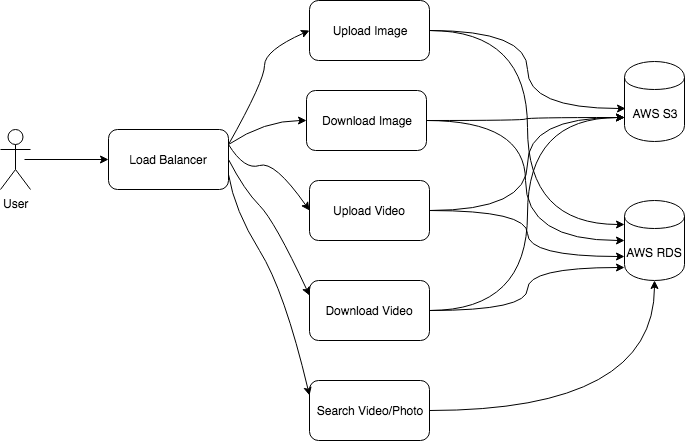 Upload Image
Download Image
AWS S3
Load Balancer
User
Upload Video
AWS RDS
Download Video
Search Video/Photo